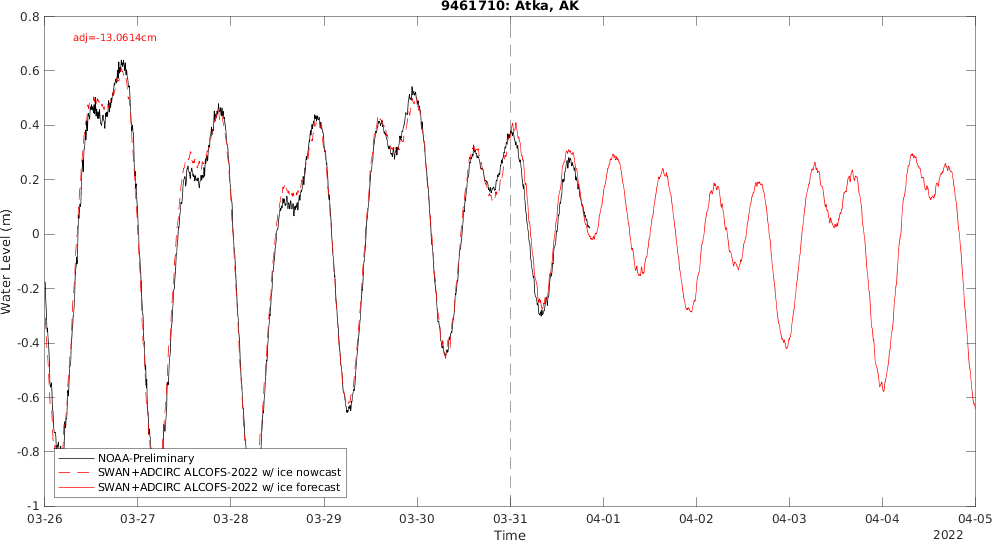 9461710: Atka, AK
adj=-13.0614cm
0.8
0.6
0.4
0.2
0
-0.2
-0.4
-0.6
-0.8
-1
Water Level (m)
NOAA-Preliminary
SWAN+ADCIRC ALCOFS-2022 w/ ice nowcast
SWAN+ADCIRC ALCOFS-2022 w/ ice forecast
03-26 03-27 03-28 03-29 03-30 03-31 04-01 04-02 04-03 04-04 04-05
Time
2022